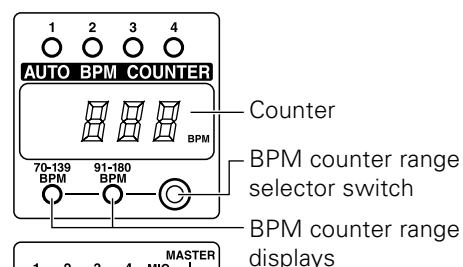 1 2 3 4
AUTO BPM COUNTER
888
BPM
Counter
70-139 91-180
BPM BPM
BPM counter range
selector switch
BPM counter range
displays
MASTER
1 2 3 4 MIC